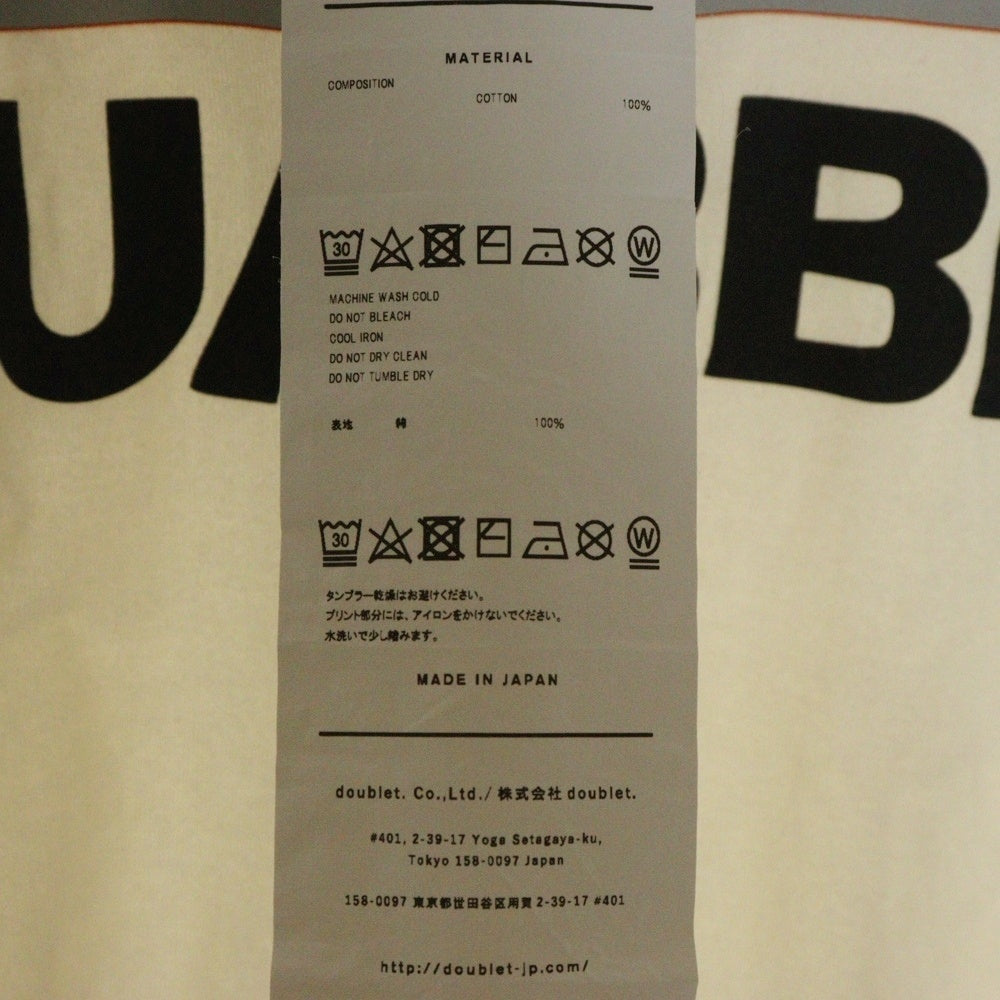 MATERIAL
COMPOSITION
COTTON 100%
30 W
MACHINE WASH COLD
DO NOT BLEACH
COOL IRON
DO NOT DRY CLEAN
DO NOT TUMBLE DRY
表地 綿 100%
30 W
タンブラー乾燥はお避けください。
プリント部分には、アイロンをかけないでください。
水洗いで少し縮みます。
MADE IN JAPAN
doublet. Co.,Ltd./ 株式会社 doublet.
#401, 2-39-17 Yoga Setagaya-ku,
Tokyo 158-0097 Japan
158-0097 東京都世田谷区用賀 2-39-17 #401
http://doublet-jp.com/